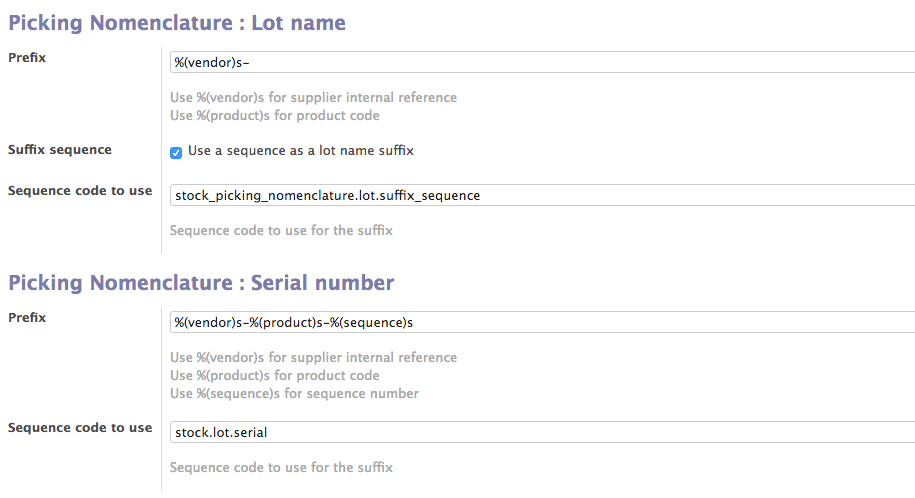 Picking Nomenclature : Lot name
Prefix
%(vendor)s-
Use %(vendor)s for supplier internal reference
Use %(product)s for product code
Suffix sequence
Use a sequence as a lot name suffix
Sequence code to use
stock_picking_nomenclature.lot.suffix_sequence
Sequence code to use for the suffix
Picking Nomenclature : Serial number
Prefix
%(vendor)s-%(product)s-%(sequence)s
Use %(vendor)s for supplier internal reference
Use %(product)s for product code
Use %(sequence)s for sequence number
Sequence code to use
stock.lot.serial
Sequence code to use for the suffix